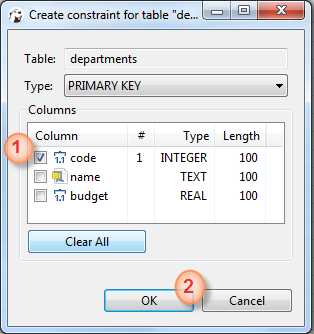 Create constraint for table "de...
Table: departments
Type: PRIMARY KEY
Columns
Column # Type Length
1
code 1 INTEGER 100
name TEXT 100
budget REAL 100
Clear All
2
OK Cancel